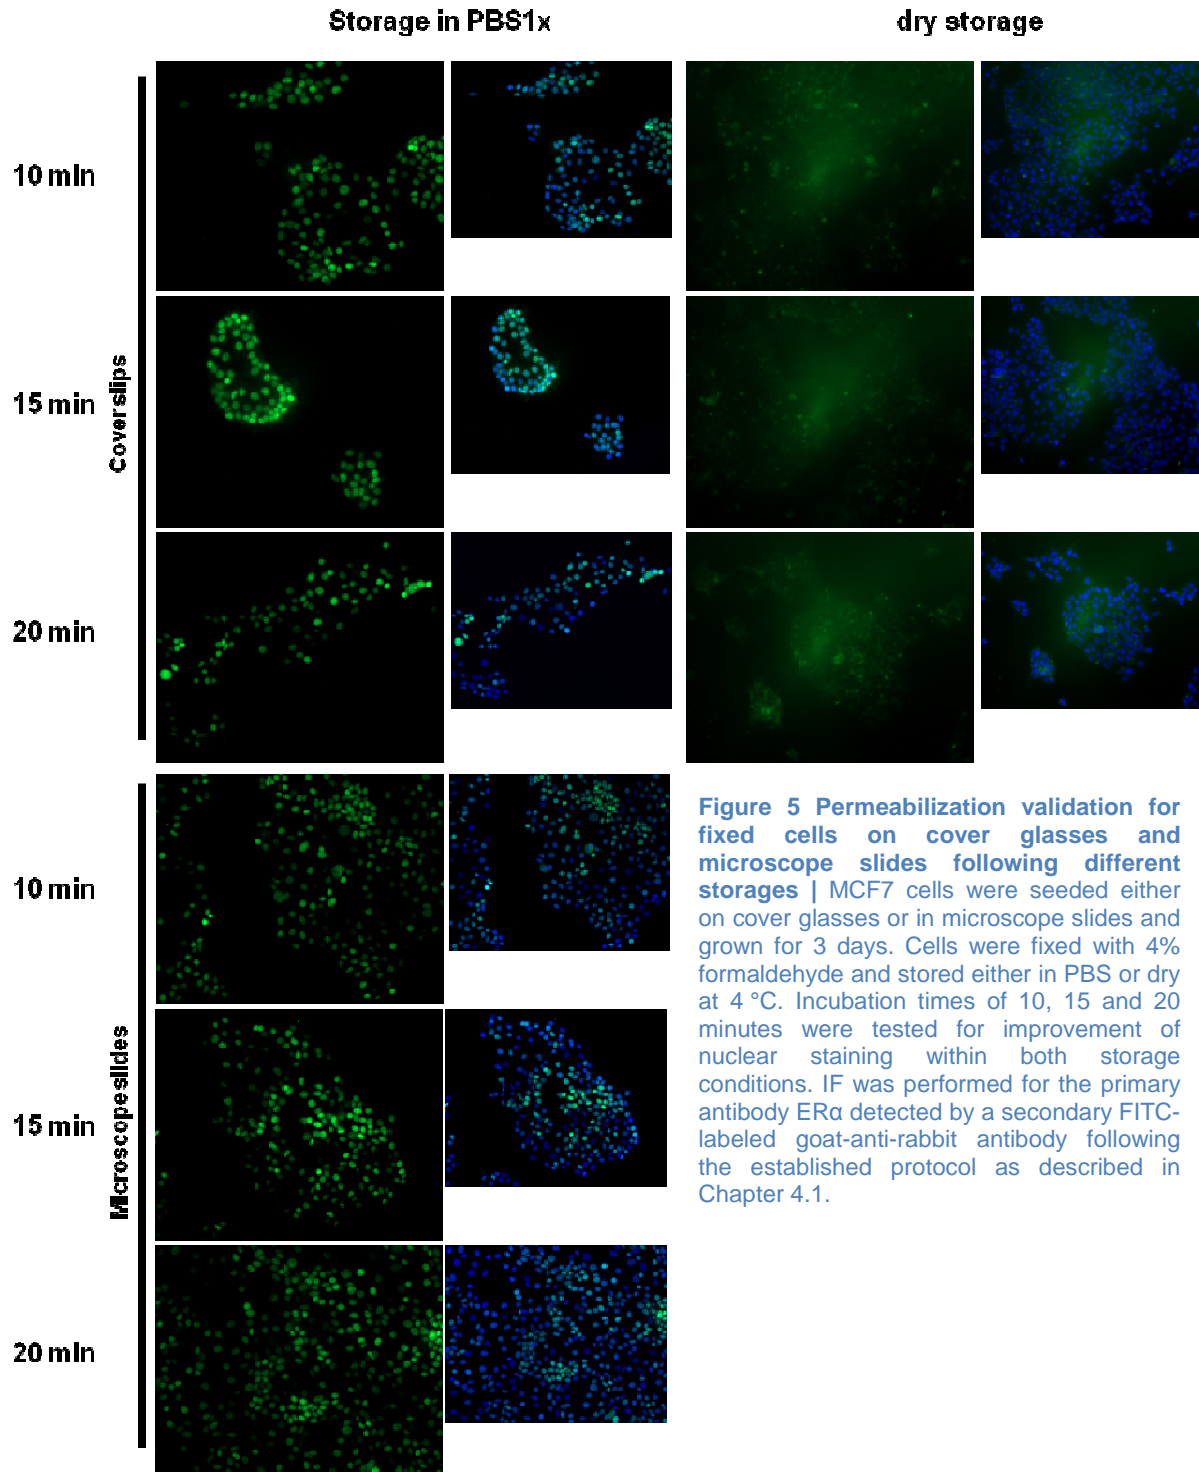 Storage in PBS1x
dry storage
10 min
15 min
20 min
Coverslips
10 min
15 min
20 min
Microscopeslides
Figure 5 Permeabilization validation for
fixed cells on cover glasses and
microscope slides following different
storages | MCF7 cells were seeded either
on cover glasses or in microscope slides and
grown for 3 days. Cells were fixed with 4%
formaldehyde and stored either in PBS or dry
at 4 °C. Incubation times of 10, 15 and 20
minutes were tested for improvement of
nuclear staining within both storage
conditions. IF was performed for the primary
antibody ERα detected by a secondary FITC-
labeled goat-anti-rabbit antibody following
the established protocol as described in
Chapter 4.1.